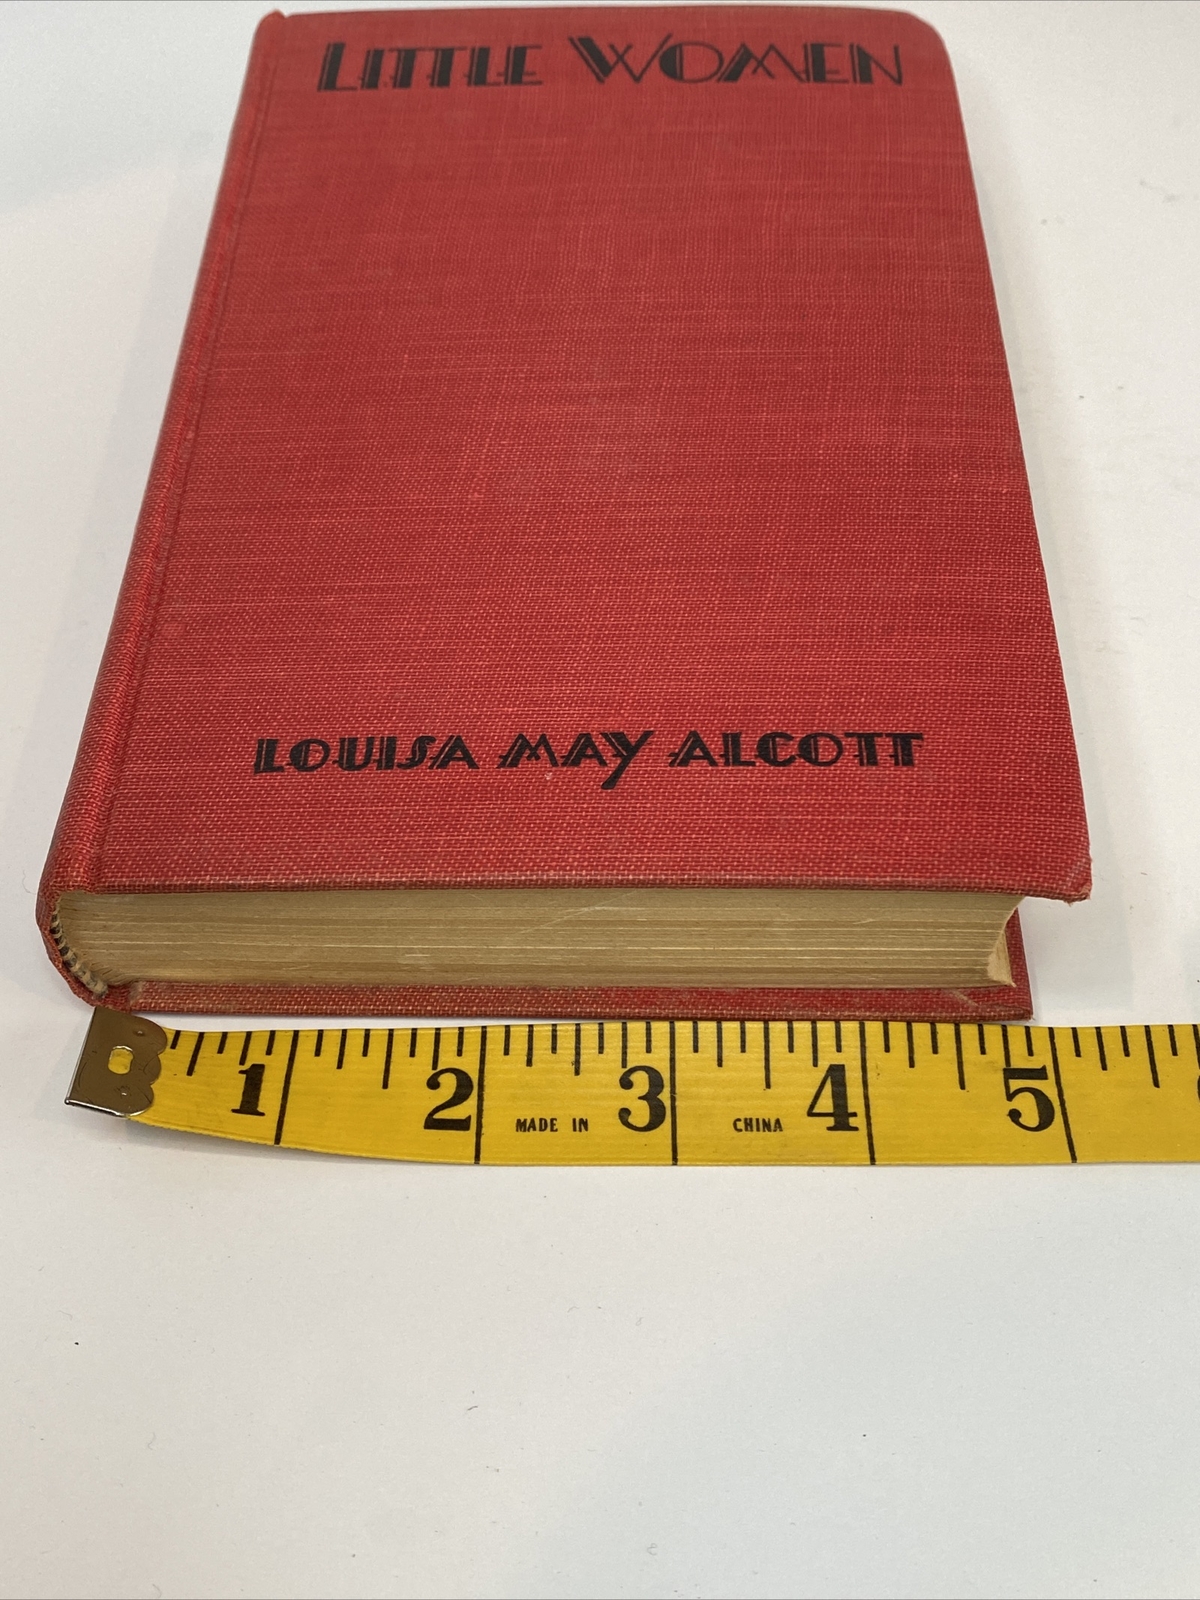 LITTLE WOMEN
LOUISA MAY ALCOTT
1 2 3 4 5
MADE IN CHINA